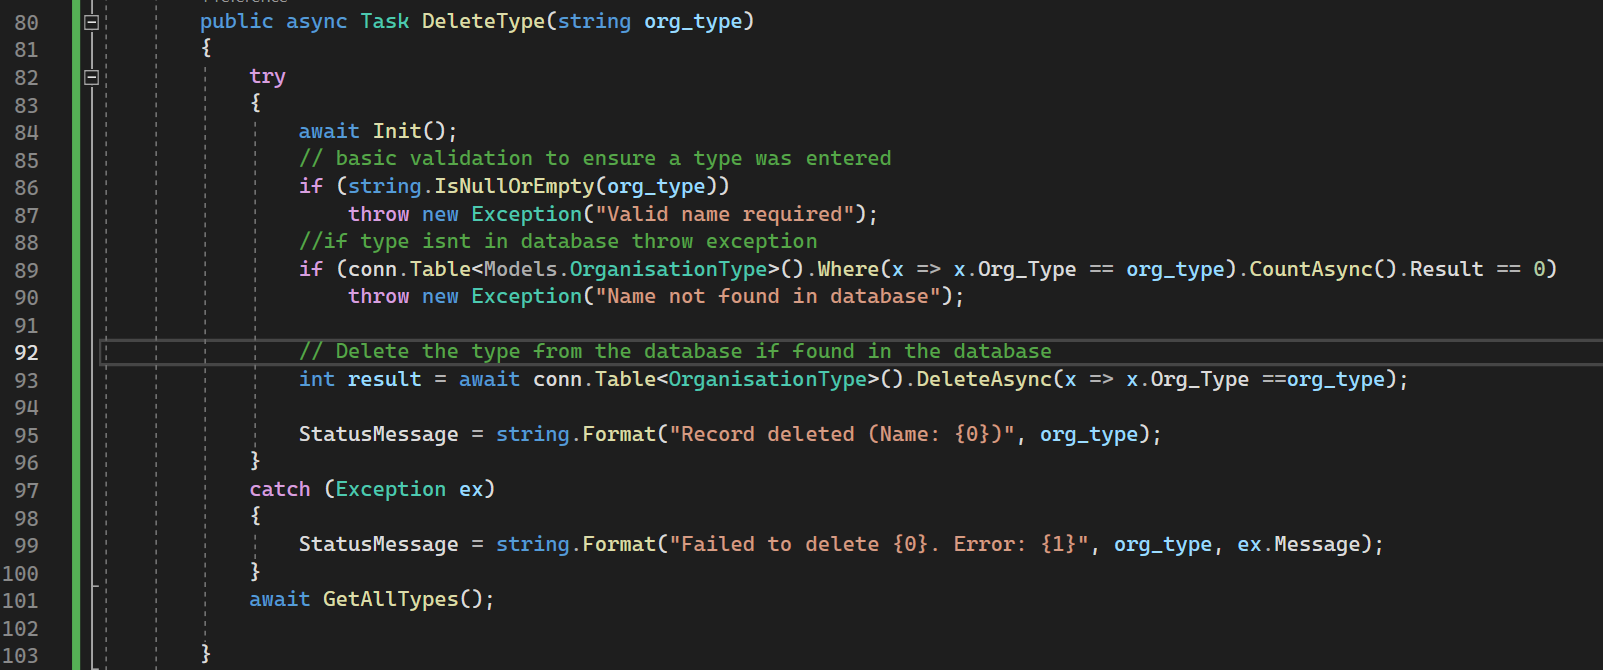 80 public async Task DeleteType(string org_type)
81 {
82 try
83 {
84 await Init();
85 // basic validation to ensure a type was entered
86 if (string.IsNullOrEmpty(org_type))
87 throw new Exception("Valid name required");
88 //if type isnt in database throw exception
89 if (conn.Table<Models.OrganisationType>().Where(x => x.Org_Type == org_type).CountAsync().Result == 0)
90 throw new Exception("Name not found in database");
91
92 // Delete the type from the database if found in the database
93 int result = await conn.Table<OrganisationType>().DeleteAsync(x => x.Org_Type ==org_type);
94
95 StatusMessage = string.Format("Record deleted (Name: {0})", org_type);
96 }
97 catch (Exception ex)
98 {
99 StatusMessage = string.Format("Failed to delete {0}. Error: {1}", org_type, ex.Message);
100 }
101 await GetAllTypes();
102
103 }